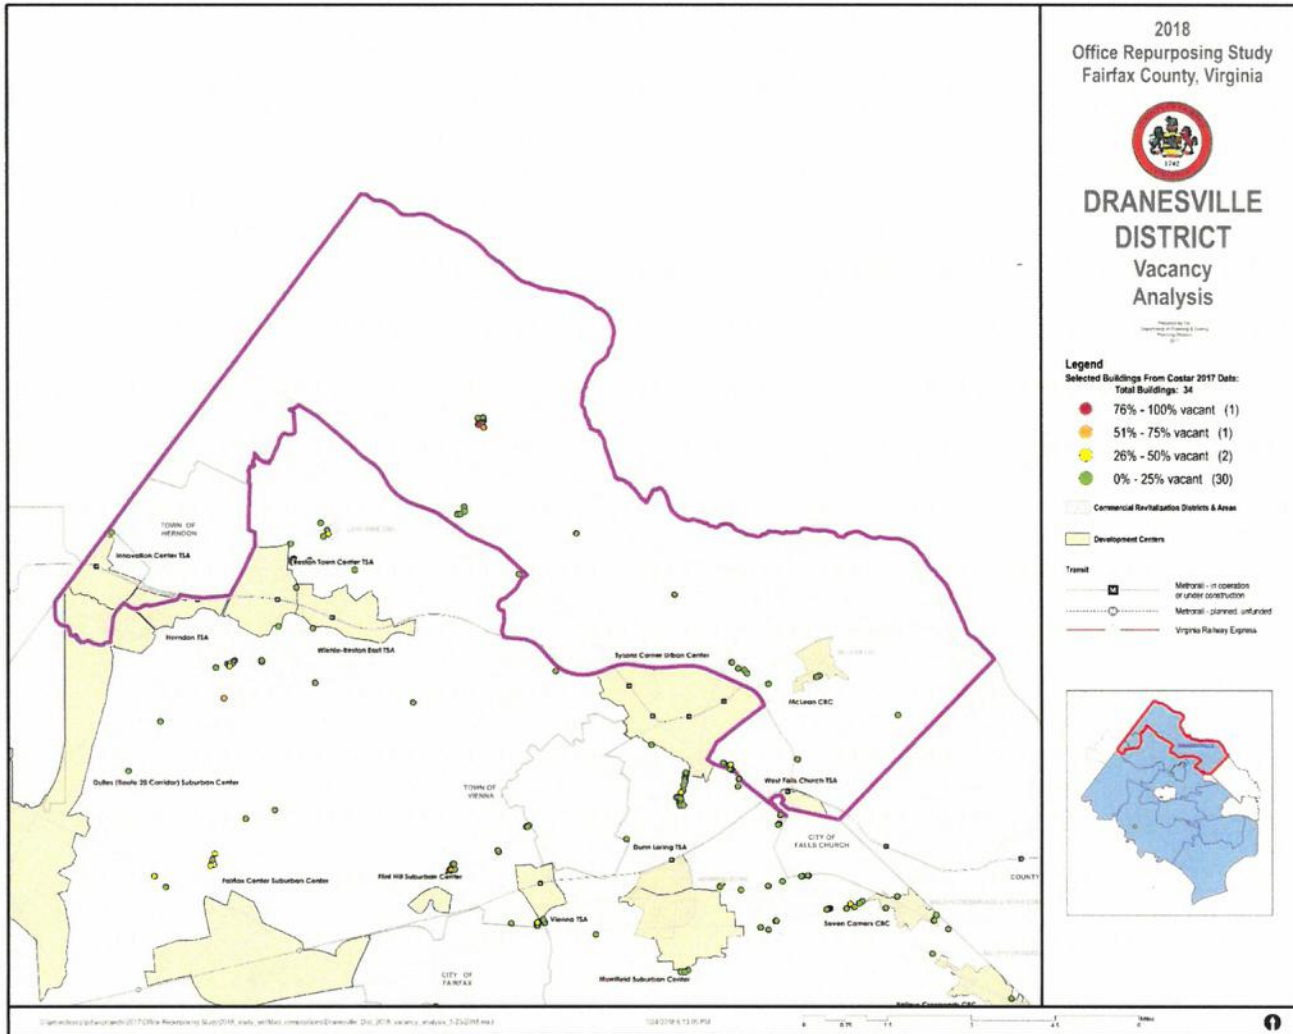 2018
Office Repurposing Study
Fairfax County, Virginia
1742
DRANESVILLE
DISTRICT
Vacancy
Analysis
Legend
Selected Buildings From Costar 2017 Data:
Total Buildings: 34
76% - 100% vacant (1)
51% - 75% vacant (1)
26% - 50% vacant (2)
0% - 25% vacant (30)
Commercial Revitalization Districts & Areas
Development Centers
Transit
M
Metrorail - in operation
or under construction
Metrorail - planned, unfunded
Virginia Railway Express
DRANESVILLE
TOWN OF
HERNDON
Innovation Center TSA
Reston Town Center TSA
Herndon TSA
Wiehle-Reston East TSA
Tysons Corner Urban Center
McLean CBC
Dulles (Route 28 Corridor) Suburban Center
TOWN OF
VIENNA
West Falls Church TSA
CITY OF
FALLS CHURCH
Dunn Loring TSA
COUNTY
Fairfax Center Suburban Center
Flint Hill Suburban Center
Vienna TSA
Seven Corners CBC
CITY OF
FAIRFAX
Merrifield Suburban Center
Miles